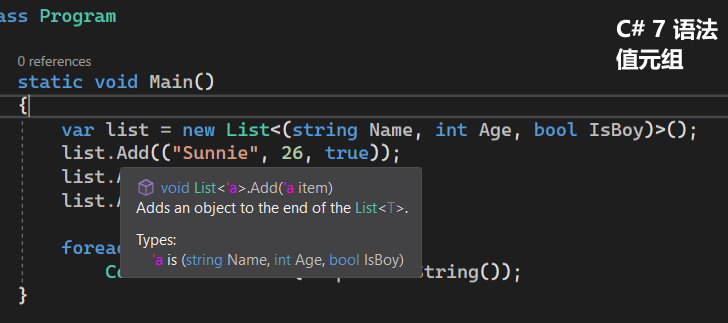 ass Program
C# 7 语法
值元组
0 references
static void Main()
{
var list = new List<(string Name, int Age, bool IsBoy)>();
list.Add(("Sunnie", 26, true));
list.
list.
void List<'a>.Add('a item)
Adds an object to the end of the List<T>.
Types:
'a is (string Name, int Age, bool IsBoy)
forea
Co String());
}